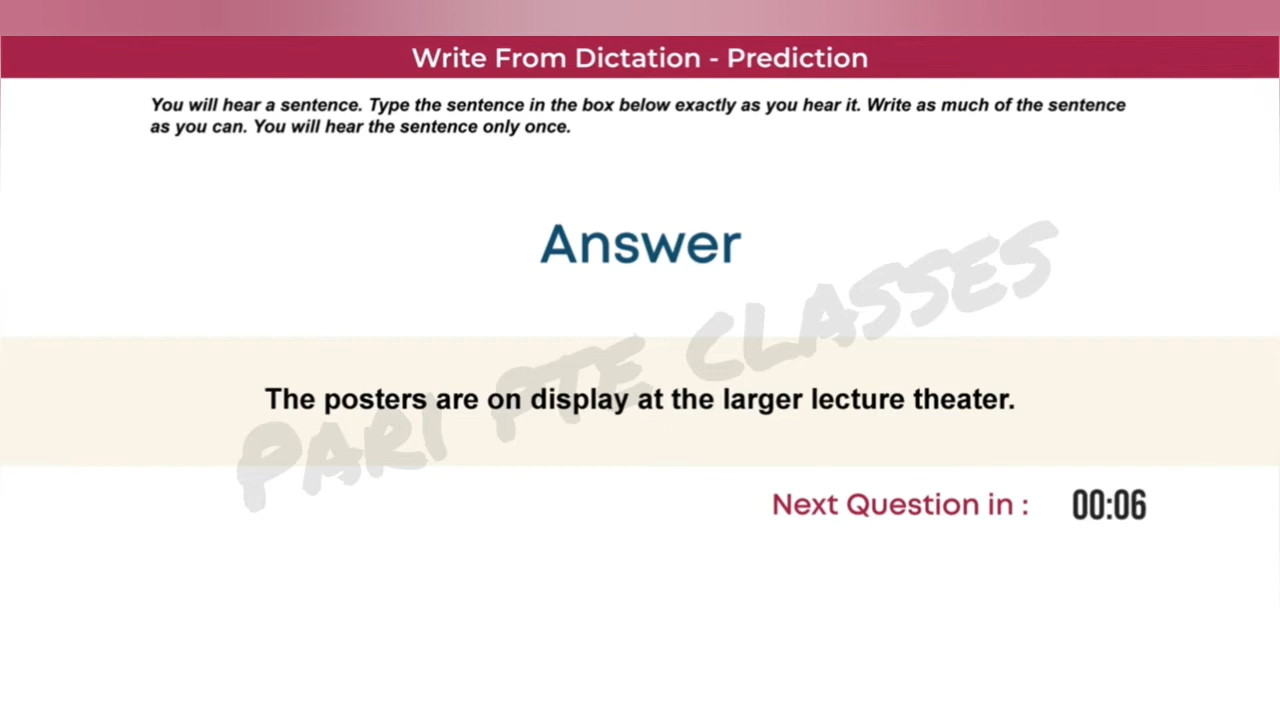 Write From Dictation - Prediction
You will hear a sentence. Type the sentence in the box below exactly as you hear it. Write as much of the sentence
as you can. You will hear the sentence only once.
Answer
PARI PTE CLASSES
The posters are on display at the larger lecture theater.
Next Question in : 00:06